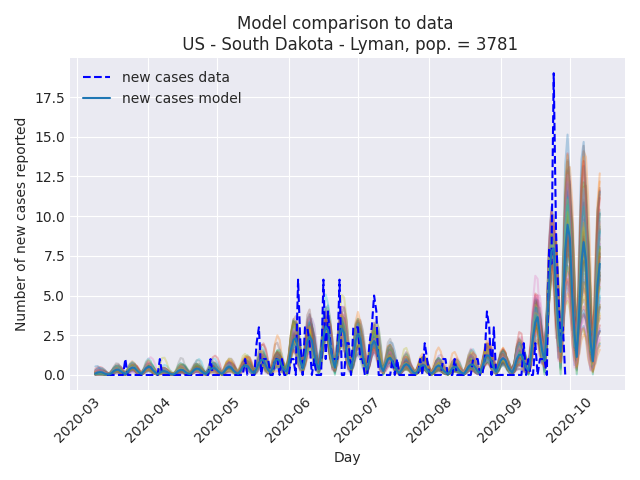 Model comparison to data
US - South Dakota - Lyman, pop. = 3781
new cases data
new cases model
Number of new cases reported
17.5
15.0
12.5
10.0
7.5
5.0
2.5
0.0
2020-03
2020-04
2020-05
2020-06
2020-07
2020-08
2020-09
2020-10
Day